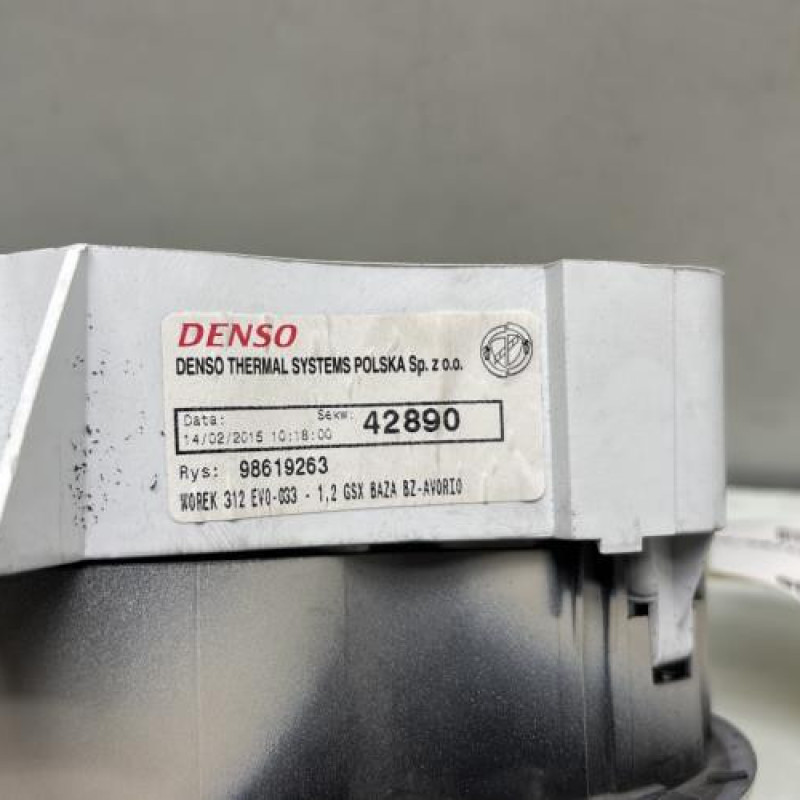 DENSO
DENSO THERMAL SYSTEMS POLSKA Sp. z o.o.
Data: Sekw: 42890
14/02/2015 10:18:00
Rys: 98619263
WOREK 312 EVO-033 - 1,2 GSX BAZA BZ-AVORIO